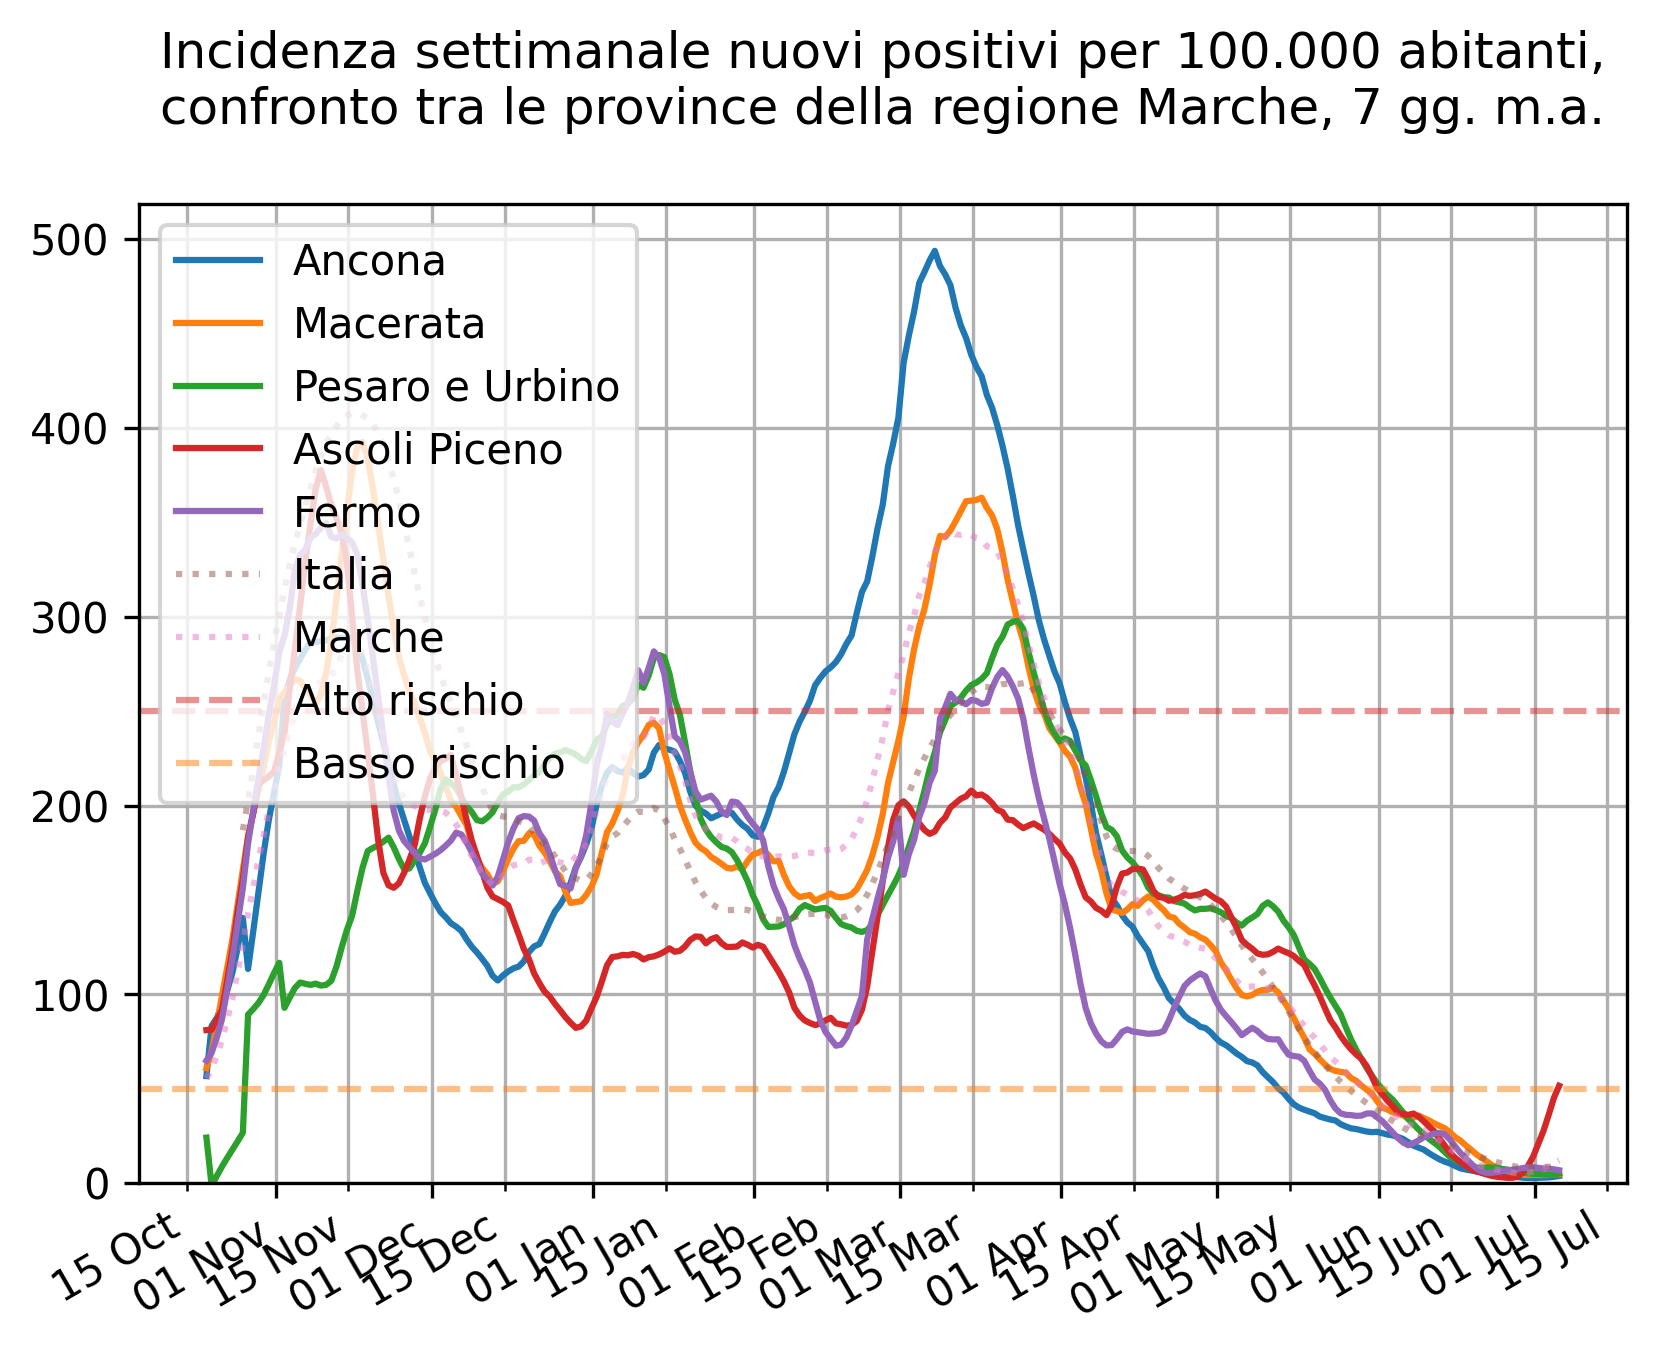 Incidenza settimanale nuovi positivi per 100.000 abitanti,
confronto tra le province della regione Marche, 7 gg. m.a.
500
400
300
200
100
0
Ancona
Macerata
Pesaro e Urbino
Ascoli Piceno
Fermo
Italia
Marche
Alto rischio
Basso rischio
15 Oct
01 Nov
15 Nov
01 Dec
15 Dec
01 Jan
15 Jan
01 Feb
15 Feb
01 Mar
15 Mar
01 Apr
15 Apr
01 May
15 May
01 Jun
15 Jun
01 Jul
15 Jul